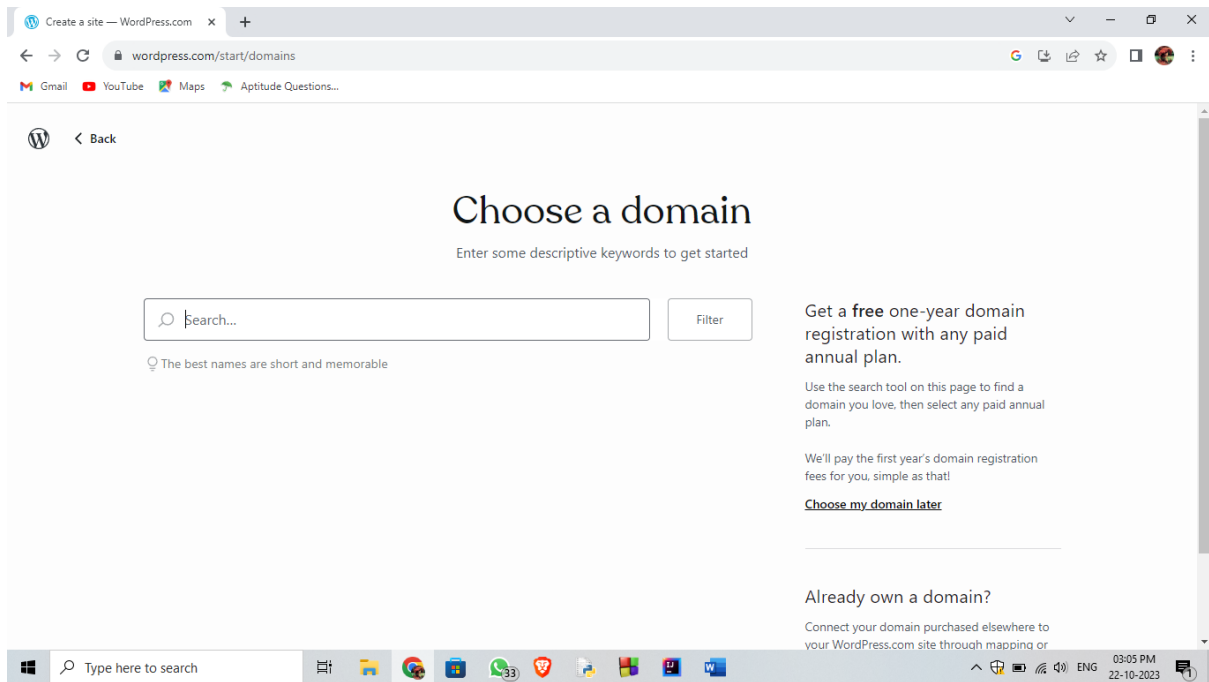 Create a site — WordPress.com
wordpress.com/start/domains
Gmail YouTube Maps Aptitude Questions...
Back
Choose a domain
Enter some descriptive keywords to get started
Search...
Filter
The best names are short and memorable
Get a free one-year domain
registration with any paid
annual plan.
Use the search tool on this page to find a
domain you love, then select any paid annual
plan.
We'll pay the first year's domain registration
fees for you, simple as that!
Choose my domain later
Already own a domain?
Connect your domain purchased elsewhere to
your WordPress.com site through mapping or
Type here to search
33
ENG
03:05 PM
22-10-2023
1